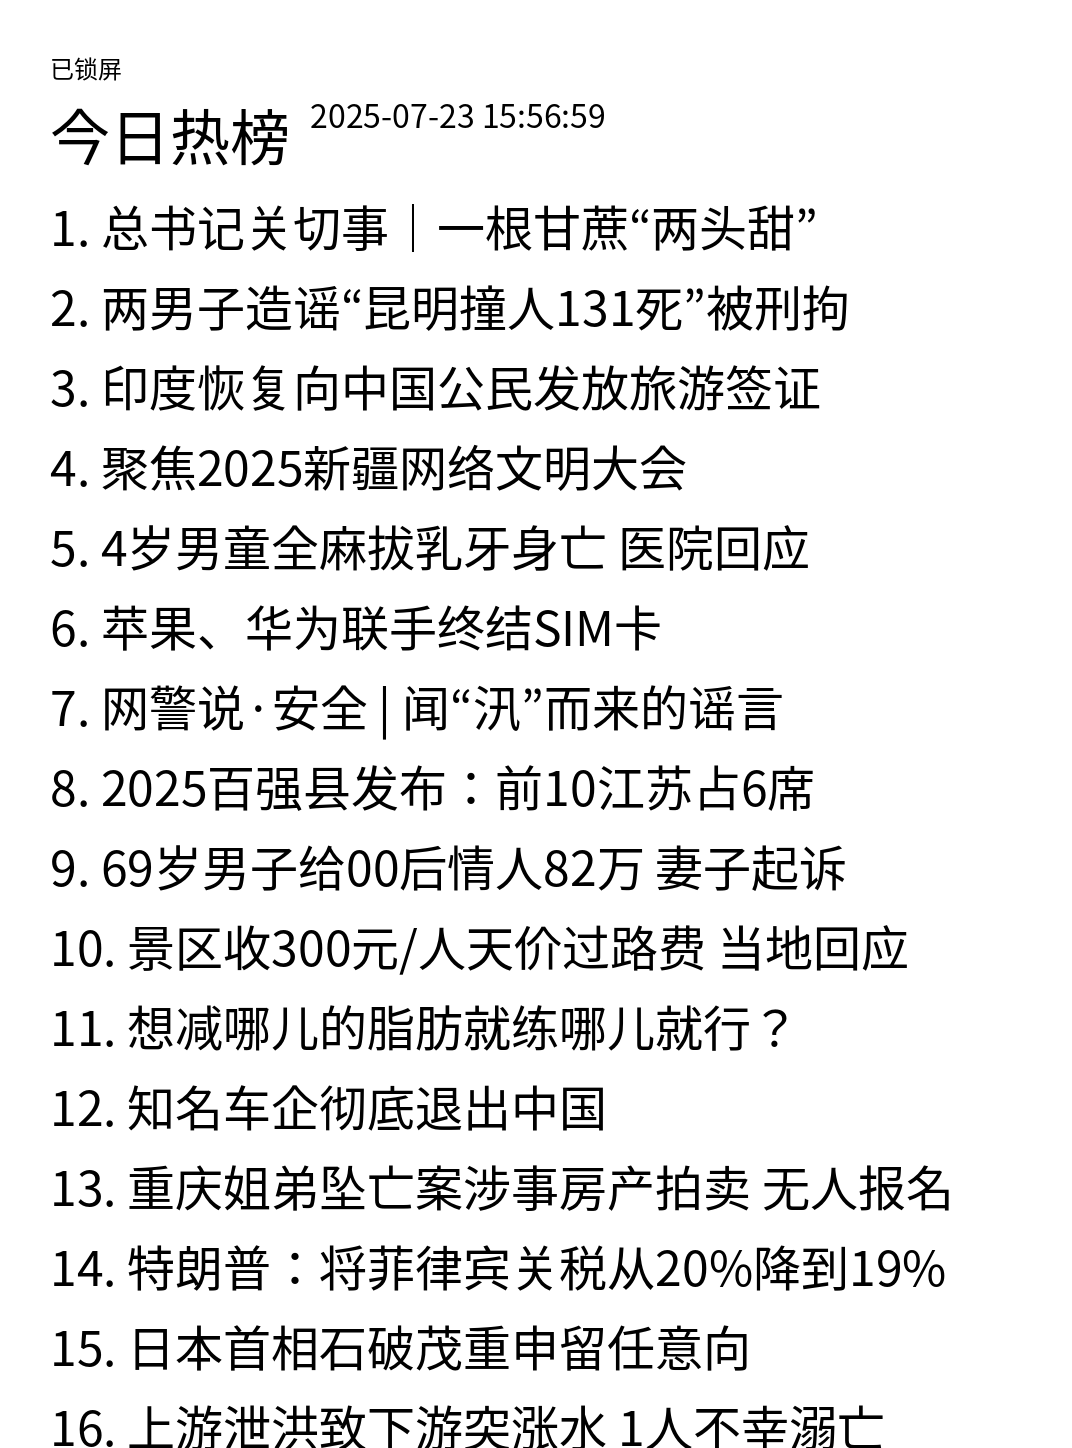 已锁屏
今日热榜 2025-07-23 15:56:59
1. 总书记关切事｜一根甘蔗“两头甜”
2. 两男子造谣“昆明撞人131死”被刑拘
3. 印度恢复向中国公民发放旅游签证
4. 聚焦2025新疆网络文明大会
5. 4岁男童全麻拔乳牙身亡 医院回应
6. 苹果、华为联手终结SIM卡
7. 网警说·安全 | 闻“汛”而来的谣言
8. 2025百强县发布：前10江苏占6席
9. 69岁男子给00后情人82万 妻子起诉
10. 景区收300元/人天价过路费 当地回应
11. 想减哪儿的脂肪就练哪儿就行？
12. 知名车企彻底退出中国
13. 重庆姐弟坠亡案涉事房产拍卖 无人报名
14. 特朗普：将菲律宾关税从20%降到19%
15. 日本首相石破茂重申留任意向
16. 上游泄洪致下游突涨水 1人不幸溺亡